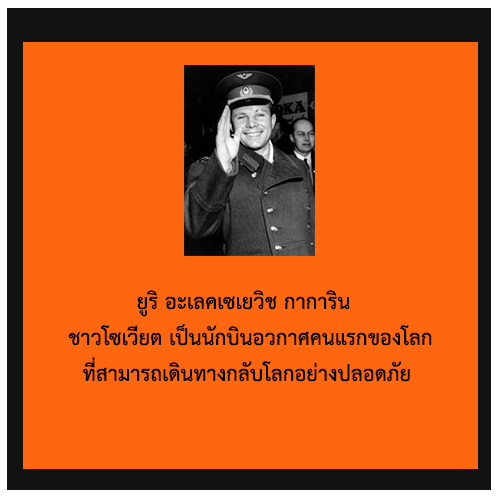 ยูริ อะเลคเซเยวิช กาการิน
ชาวโซเวียต เป็นนักบินอวกาศคนแรกของโลก
ที่สามารถเดินทางกลับโลกอย่างปลอดภัย